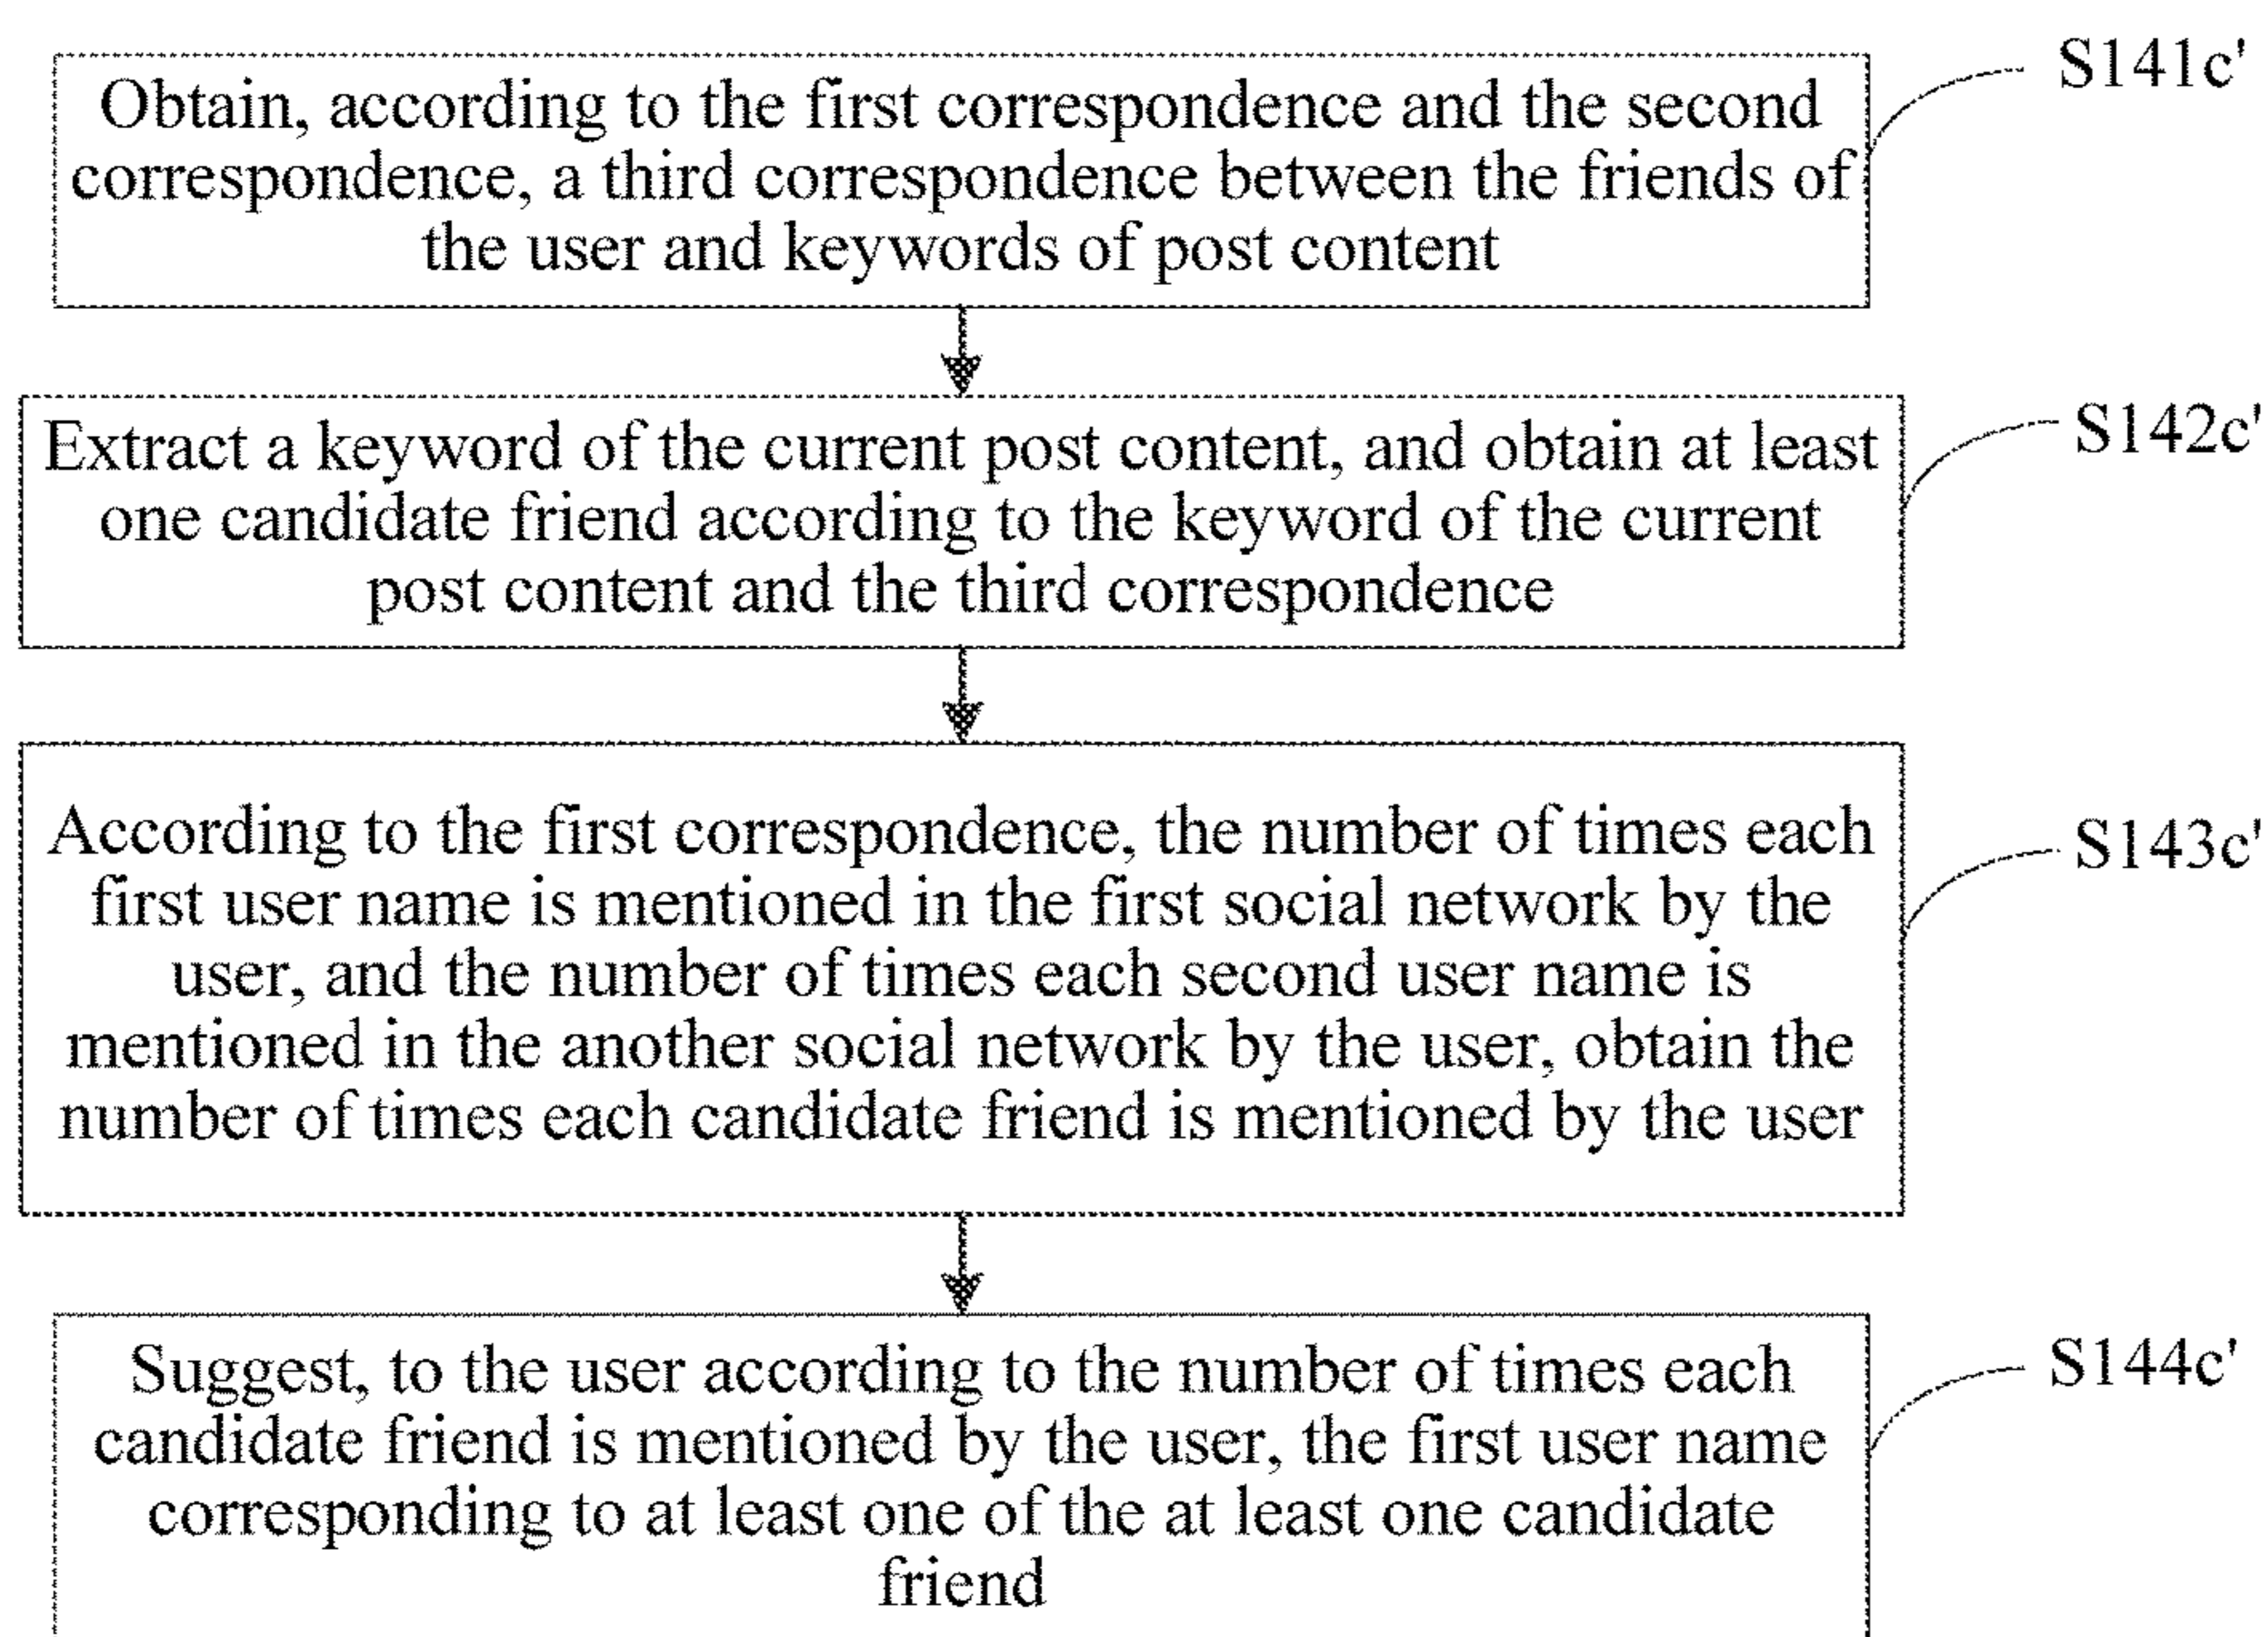 Obtain, according to the first correspondence and the second
correspondence, a third correspondence between the friends of
the user and keywords of post content
S141c'
Extract a keyword of the current post content, and obtain at least
one candidate friend according to the keyword of the current
post content and the third correspondence
S142c'
According to the first correspondence, the number of times each
first user name is mentioned in the first social network by the
user, and the number of times each second user name is
mentioned in the another social network by the user, obtain the
number of times each candidate friend is mentioned by the user
S143c'
Suggest, to the user according to the number of times each
candidate friend is mentioned by the user, the first user name
corresponding to at least one of the at least one candidate
friend
S144c'